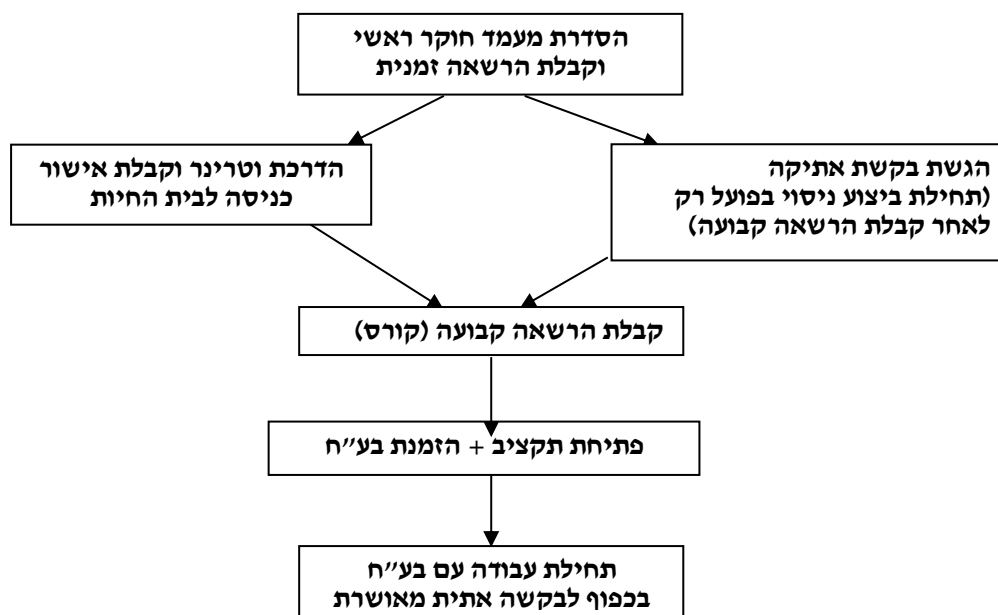 הסדרת מעמד חוקר ראשי
וקבלת הרשאה זמנית
הגשת בקשת אתיקה
(תחילת ביצוע ניסוי בפועל רק
לאחר קבלת הרשאה קבועה)
הדרכת וטרינר וקבלת אישור
כניסה לבית החיות
קבלת הרשאה קבועה (קורס)
פתיחת תקציב + הזמנת בע״ח
תחילת עבודה עם בע״ח
בכפוף לבקשה אתית מאושרת